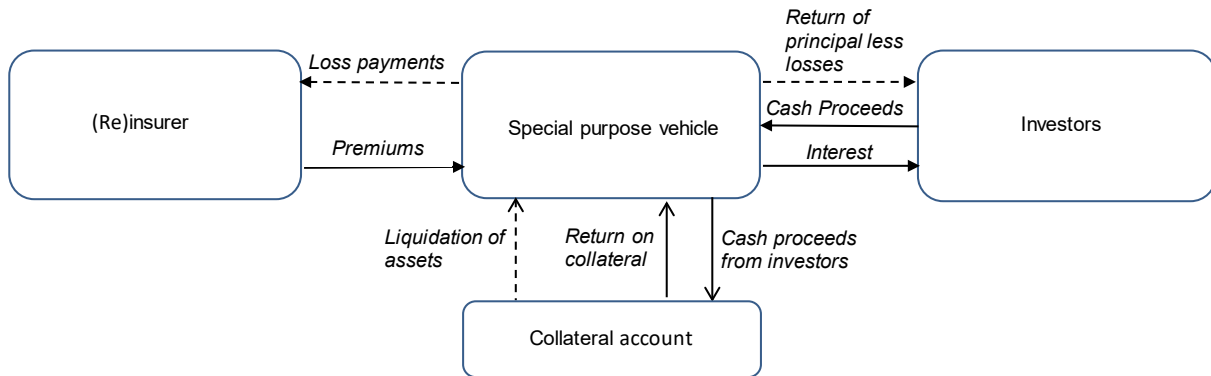 Return of
principal less
losses
Loss payments
Cash Proceeds
(Re)insurer
Special purpose vehicle
Investors
Premiums
Interest
Liquidation of
assets
Return on
collateral
Cash proceeds
from investors
Collateral account